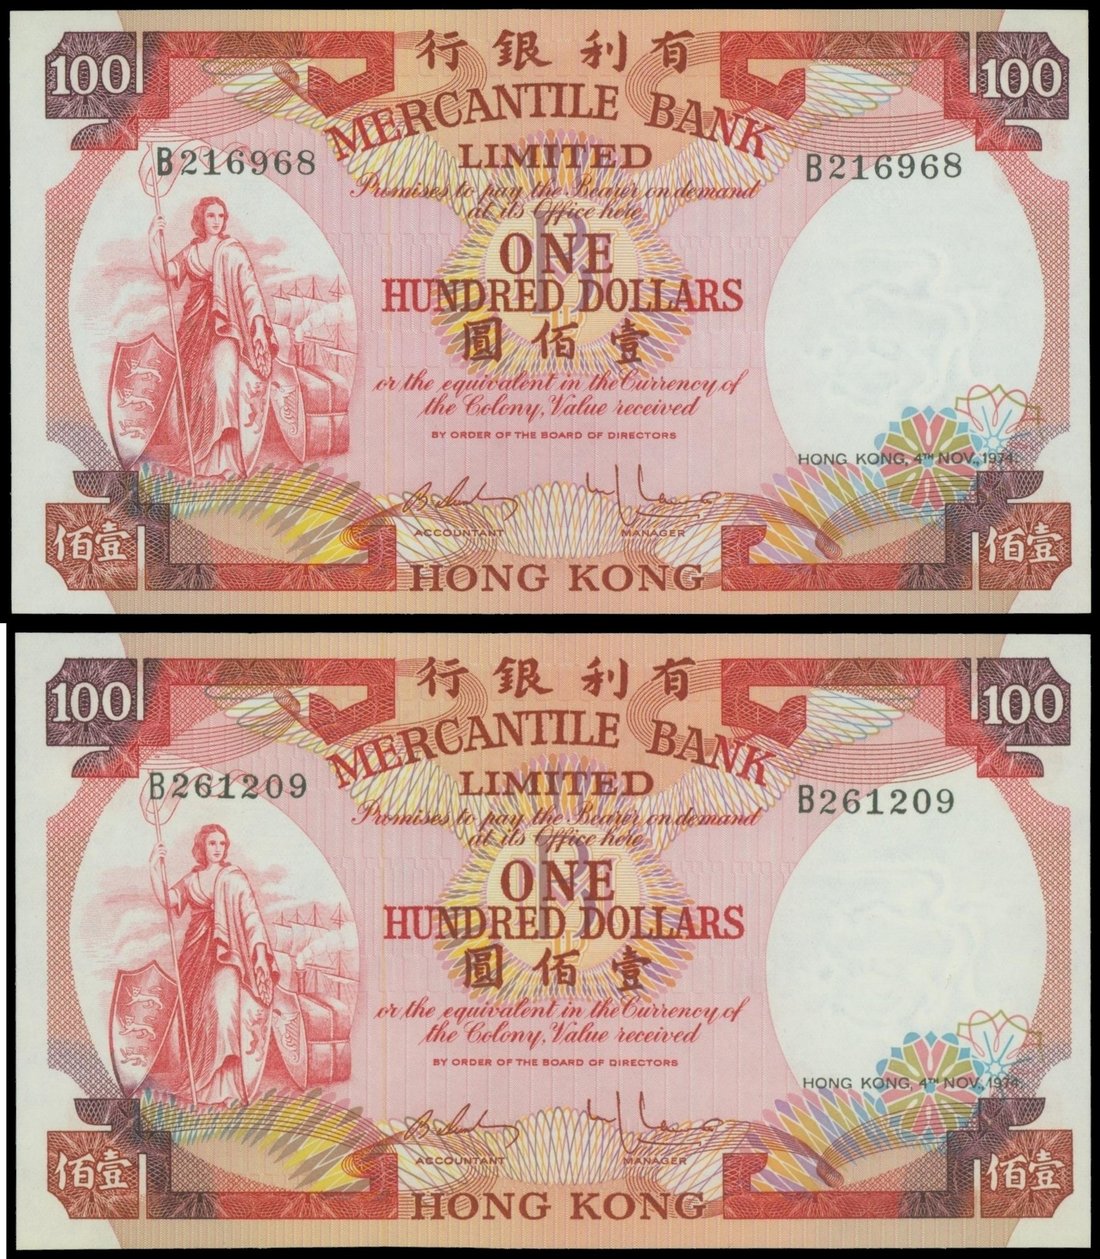 100 行銀利有 100
MERCANTILE BANK
B216968 LIMITED B216968
Promises to pay the Bearer on demand
at its Office here
ONE
HUNDRED DOLLARS
圓佰壹
or the equivalent in the Currency of
the Colony, Value received
BY ORDER OF THE BOARD OF DIRECTORS
HONG KONG, 4TH NOV., 1974.
ACCOUNTANT MANAGER
佰壹 HONG KONG 佰壹
100 行銀利有 100
MERCANTILE BANK
B261209 LIMITED B261209
Promises to pay the Bearer on demand
at its Office here
ONE
HUNDRED DOLLARS
圓佰壹
or the equivalent in the Currency of
the Colony, Value received
BY ORDER OF THE BOARD OF DIRECTORS
HONG KONG, 4TH NOV., 1974.
ACCOUNTANT MANAGER
佰壹 HONG KONG 佰壹